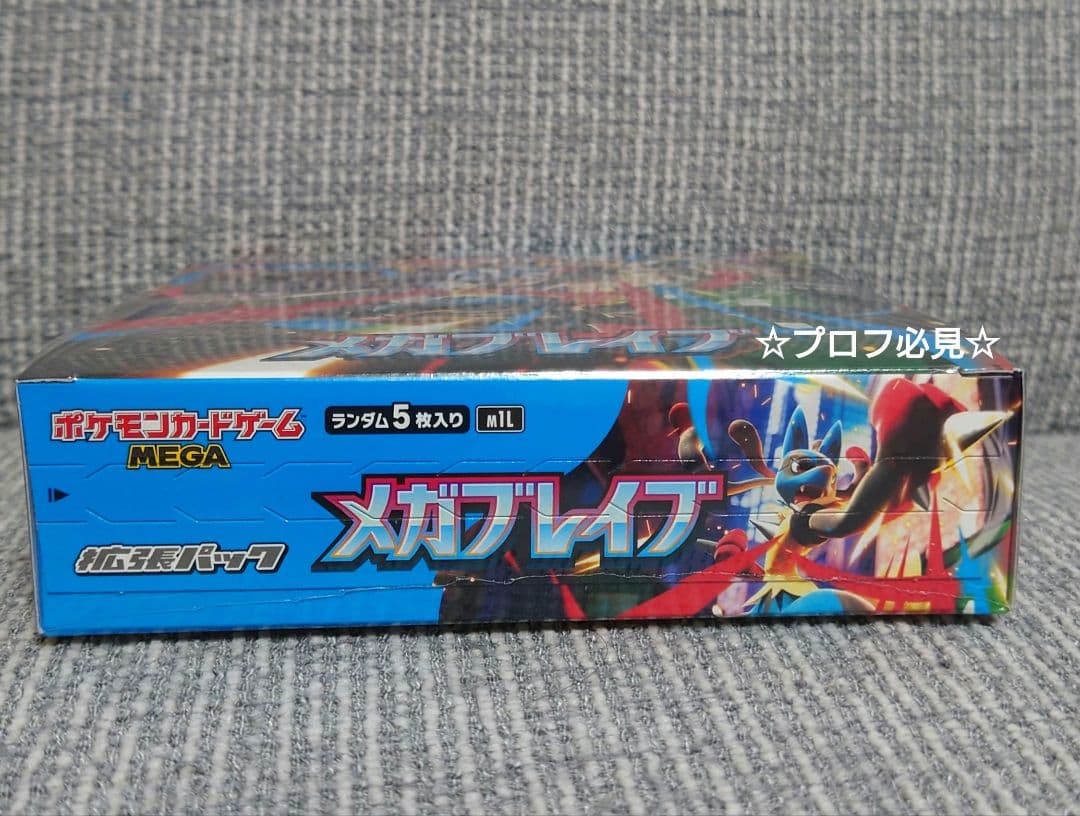 メガブレイブ
☆プロフ必見☆
ポケモンカードゲーム
MEGA
ランダム5枚入り M1L
メガブレイブ
拡張パック